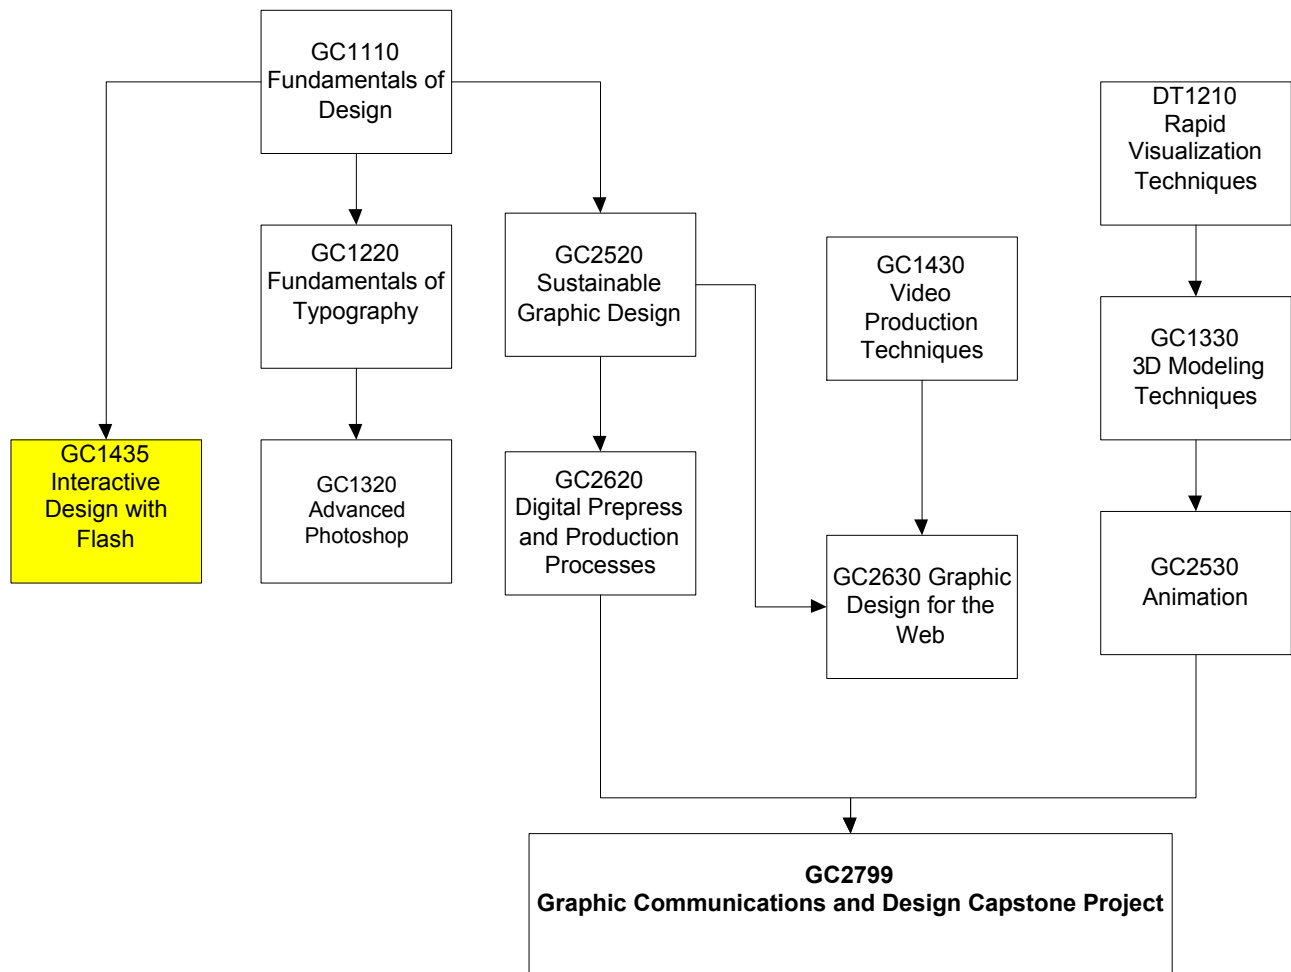 GC1110
Fundamentals of
Design
DT1210
Rapid
Visualization
Techniques
GC1220
Fundamentals of
Typography
GC2520
Sustainable
Graphic Design
GC1430
Video
Production
Techniques
GC1330
3D Modeling
Techniques
GC1435
Interactive
Design with
Flash
GC1320
Advanced
Photoshop
GC2620
Digital Prepress
and Production
Processes
GC2630 Graphic
Design for the
Web
GC2530
Animation
GC2799
Graphic Communications and Design Capstone Project